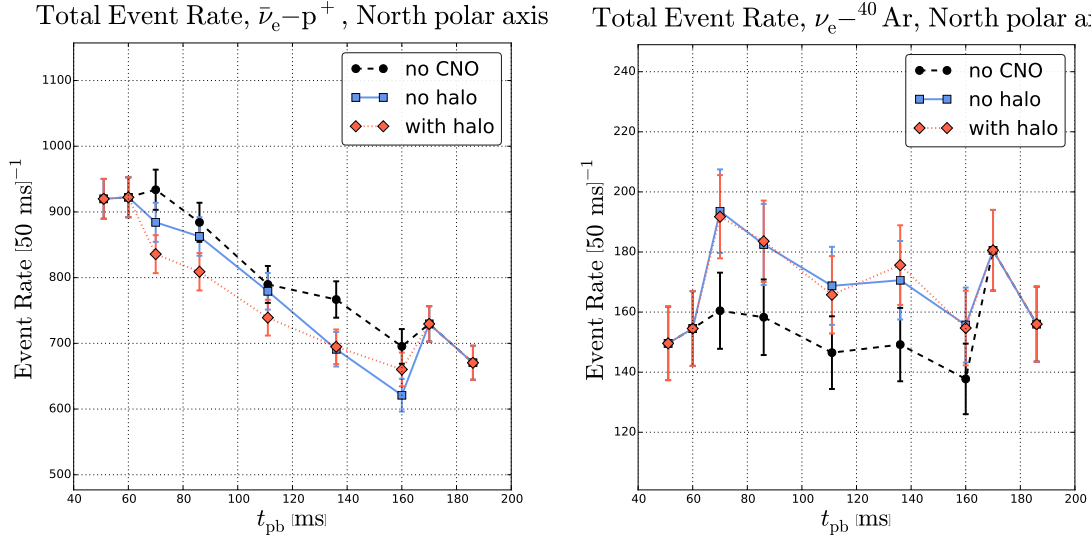 Total Event Rate, ν̄ₑ–p⁺, North polar axis
1100
1000
900
800
700
600
500
40 60 80 100 120 140 160 180 200
Event Rate [50 ms]⁻¹
t_pb [ms]
no CNO
no halo
with halo
Total Event Rate, νₑ–⁴⁰Ar, North polar a
240
220
200
180
160
140
120
40 60 80 100 120 140 160 180 200
Event Rate [50 ms]⁻¹
t_pb [ms]
no CNO
no halo
with halo